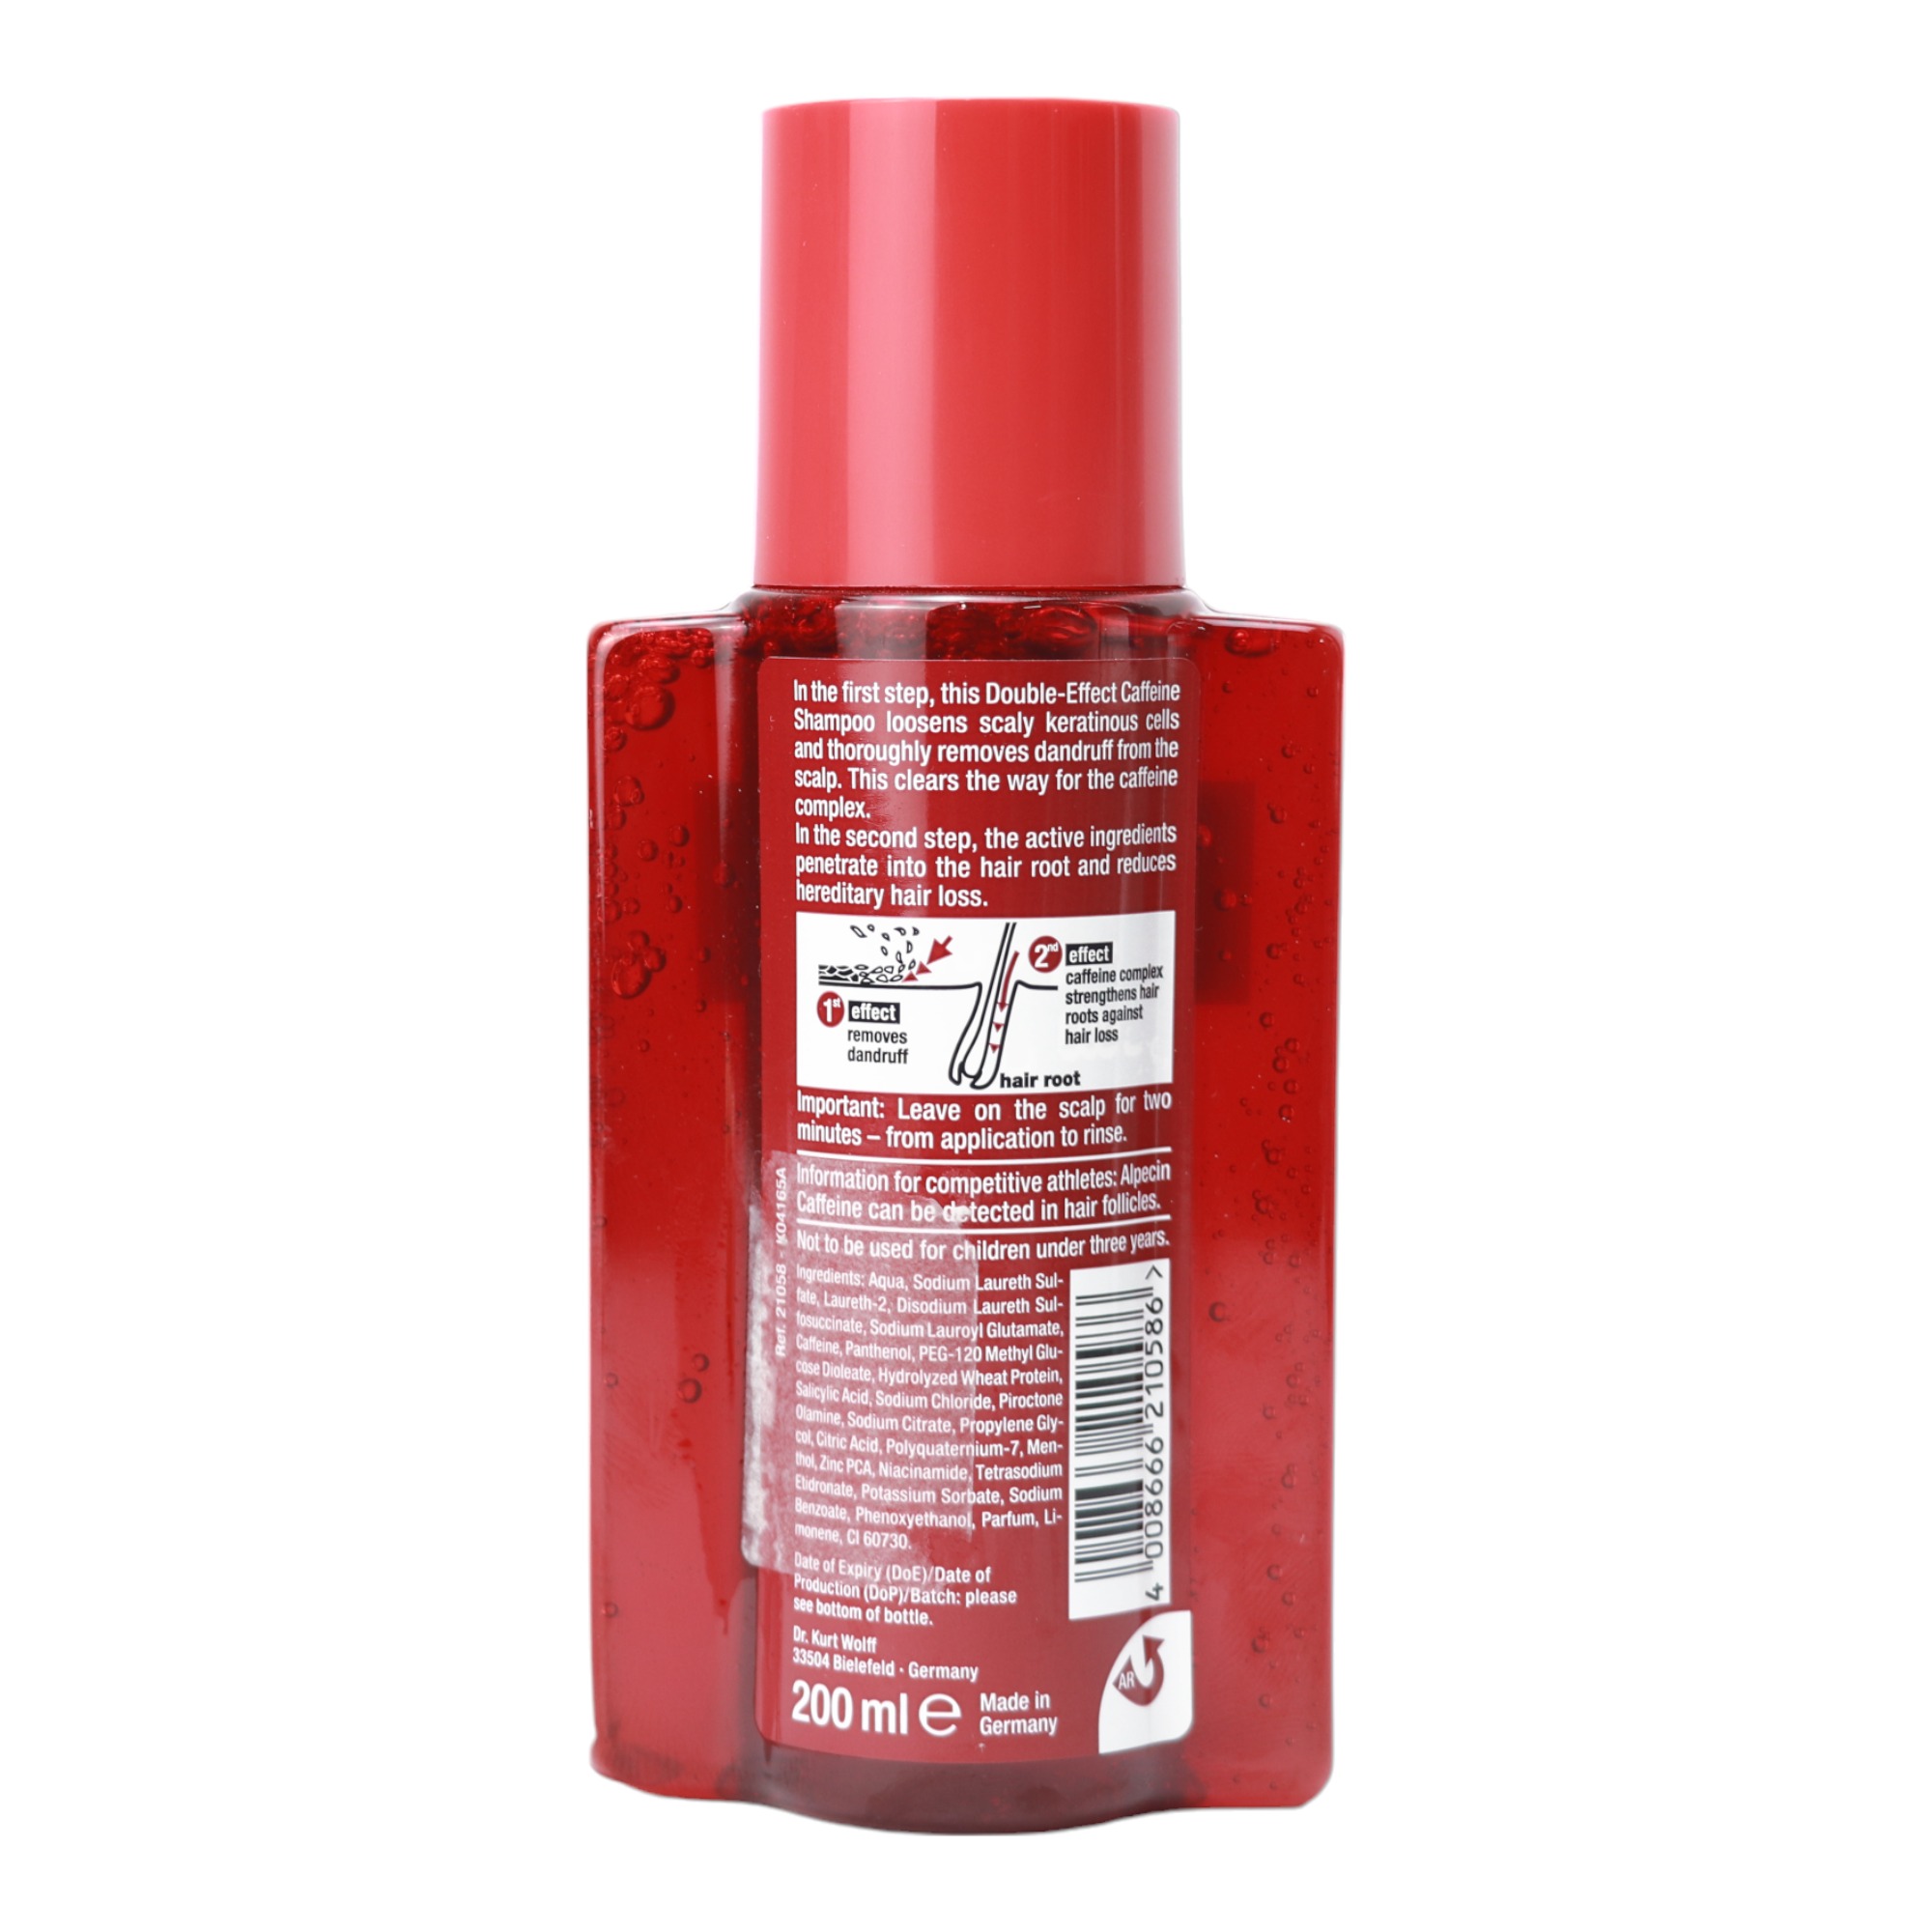 In the first step, this Double-Effect Caffeine
Shampoo loosens scaly keratinous cells
and thoroughly removes dandruff from the
scalp. This clears the way for the caffeine
complex.
In the second step, the active ingredients
penetrate into the hair root and reduces
hereditary hair loss.
1st effect
removes
dandruff
2nd effect
caffeine complex
strengthens hair
roots against
hair loss
hair root
Important: Leave on the scalp for two
minutes – from application to rinse.
Information for competitive athletes: Alpecin
Caffeine can be detected in hair follicles.
Not to be used for children under three years.
Ref. 21058 - K04165A
Ingredients: Aqua, Sodium Laureth Sul-
fate, Laureth-2, Disodium Laureth Sul-
fosuccinate, Sodium Lauroyl Glutamate,
Caffeine, Panthenol, PEG-120 Methyl Glu-
cose Dioleate, Hydrolyzed Wheat Protein,
Salicylic Acid, Sodium Chloride, Piroctone
Olamine, Sodium Citrate, Propylene Gly-
col, Citric Acid, Polyquaternium-7, Men-
thol, Zinc PCA, Niacinamide, Tetrasodium
Etidronate, Potassium Sorbate, Sodium
Benzoate, Phenoxyethanol, Parfum, Li-
monene, CI 60730.
4 008666 210586 >
Date of Expiry (DoE)/Date of
Production (DoP)/Batch: please
see bottom of bottle.
Dr. Kurt Wolff
33504 Bielefeld · Germany
200 ml e
Made in
Germany
AR